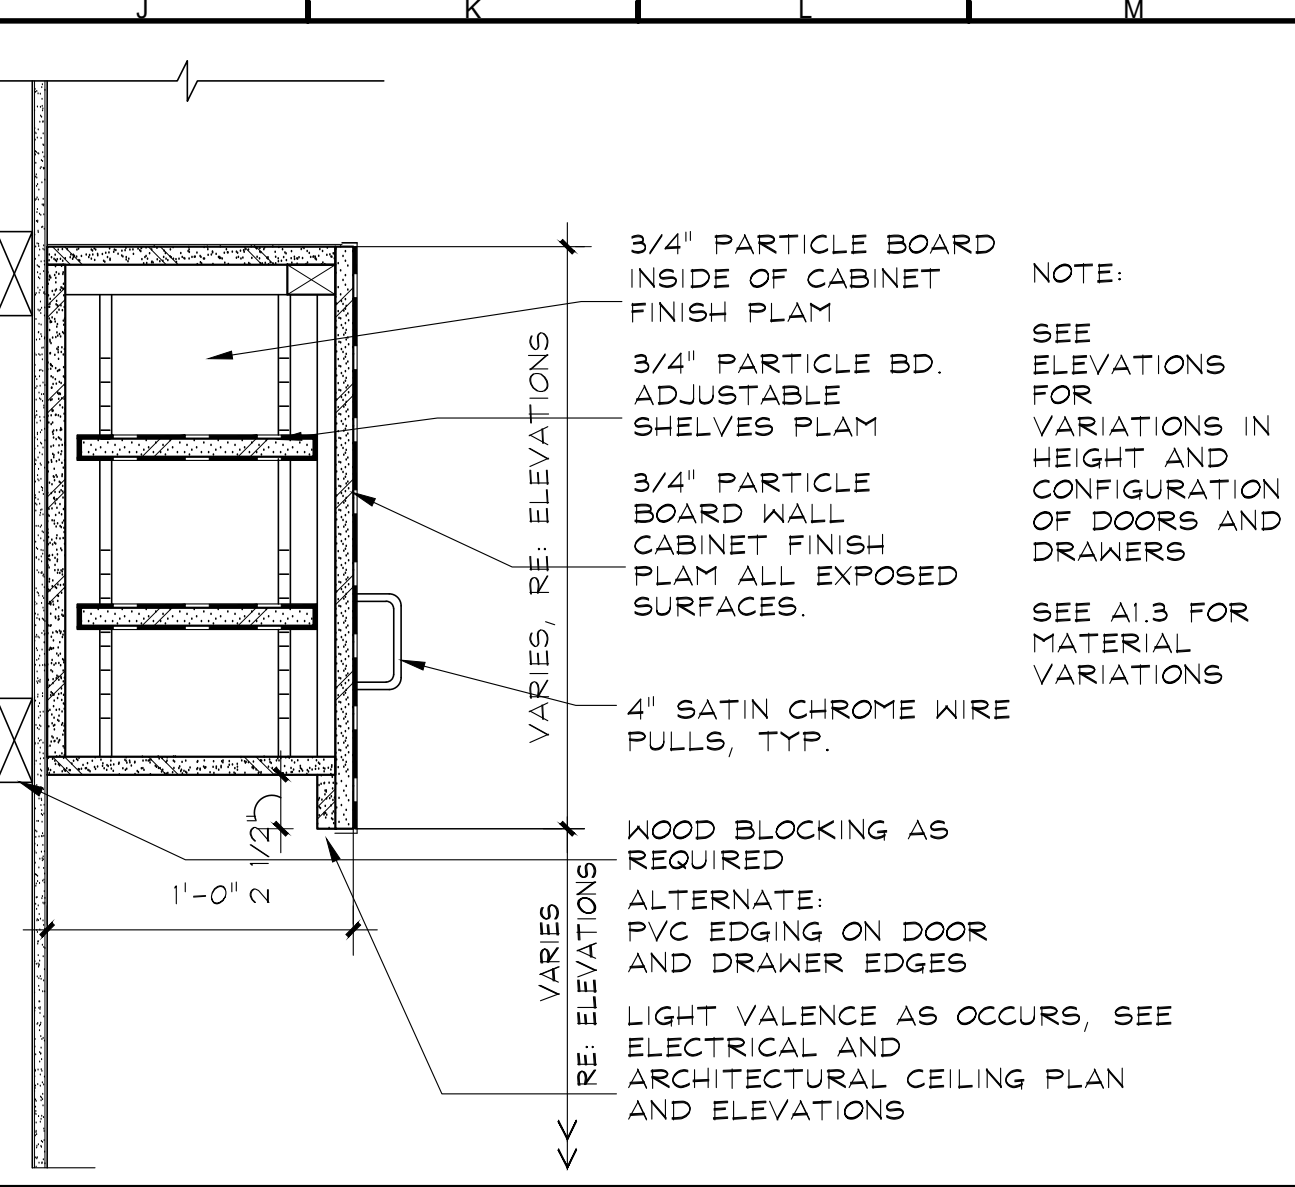 J K L M
3/4" PARTICLE BOARD
INSIDE OF CABINET
FINISH PLAM
3/4" PARTICLE BD.
ADJUSTABLE
SHELVES PLAM
3/4" PARTICLE
BOARD WALL
CABINET FINISH
PLAM ALL EXPOSED
SURFACES.
4" SATIN CHROME WIRE
PULLS, TYP.
WOOD BLOCKING AS
REQUIRED
ALTERNATE:
PVC EDGING ON DOOR
AND DRAWER EDGES
LIGHT VALENCE AS OCCURS, SEE
ELECTRICAL AND
ARCHITECTURAL CEILING PLAN
AND ELEVATIONS
NOTE:
SEE
ELEVATIONS
FOR
VARIATIONS IN
HEIGHT AND
CONFIGURATION
OF DOORS AND
DRAWERS
SEE A1.3 FOR
MATERIAL
VARIATIONS
VARIES, RE: ELEVATIONS
VARIES
RE: ELEVATIONS
1'-0"
2 1/2"